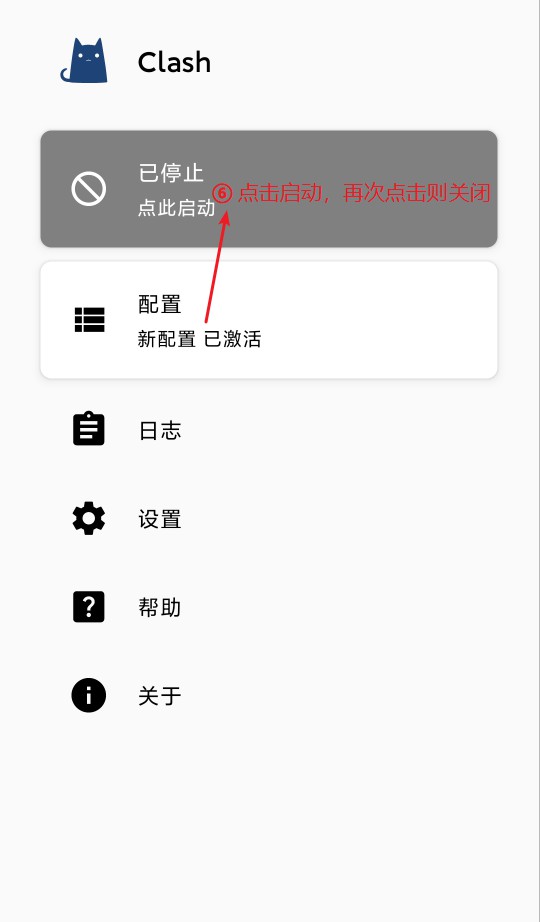 Clash
已停止
点此启动
⑥ 点击启动，再次点击则关闭
配置
新配置 已激活
日志
设置
帮助
关于